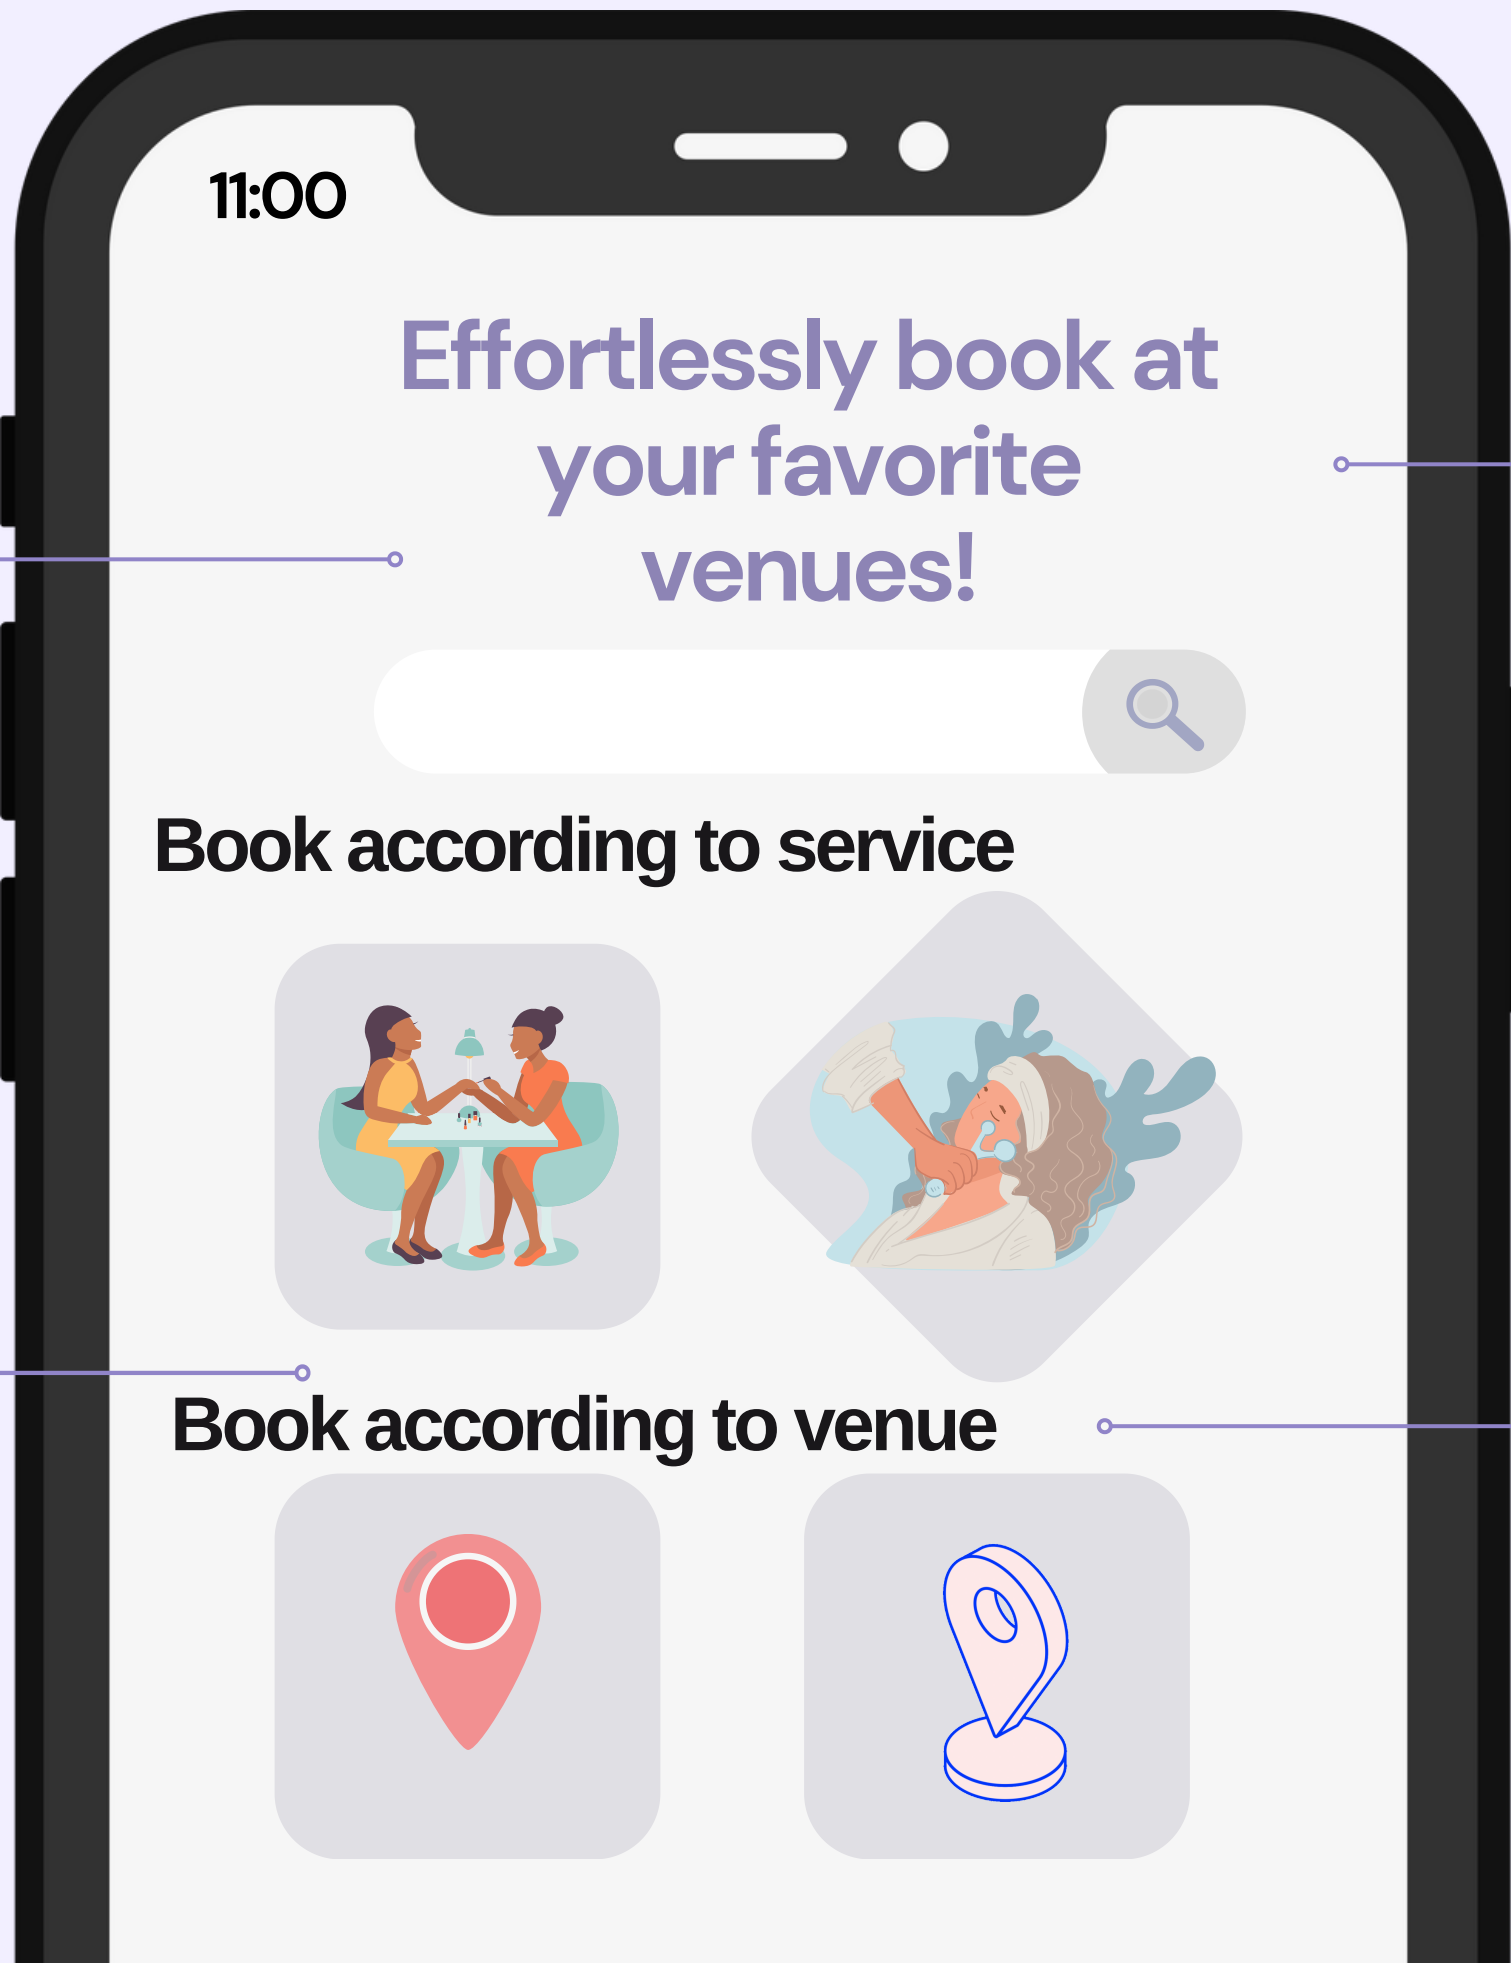 11:00
Effortlessly book at
your favorite
venues!
Book according to service
Book according to venue